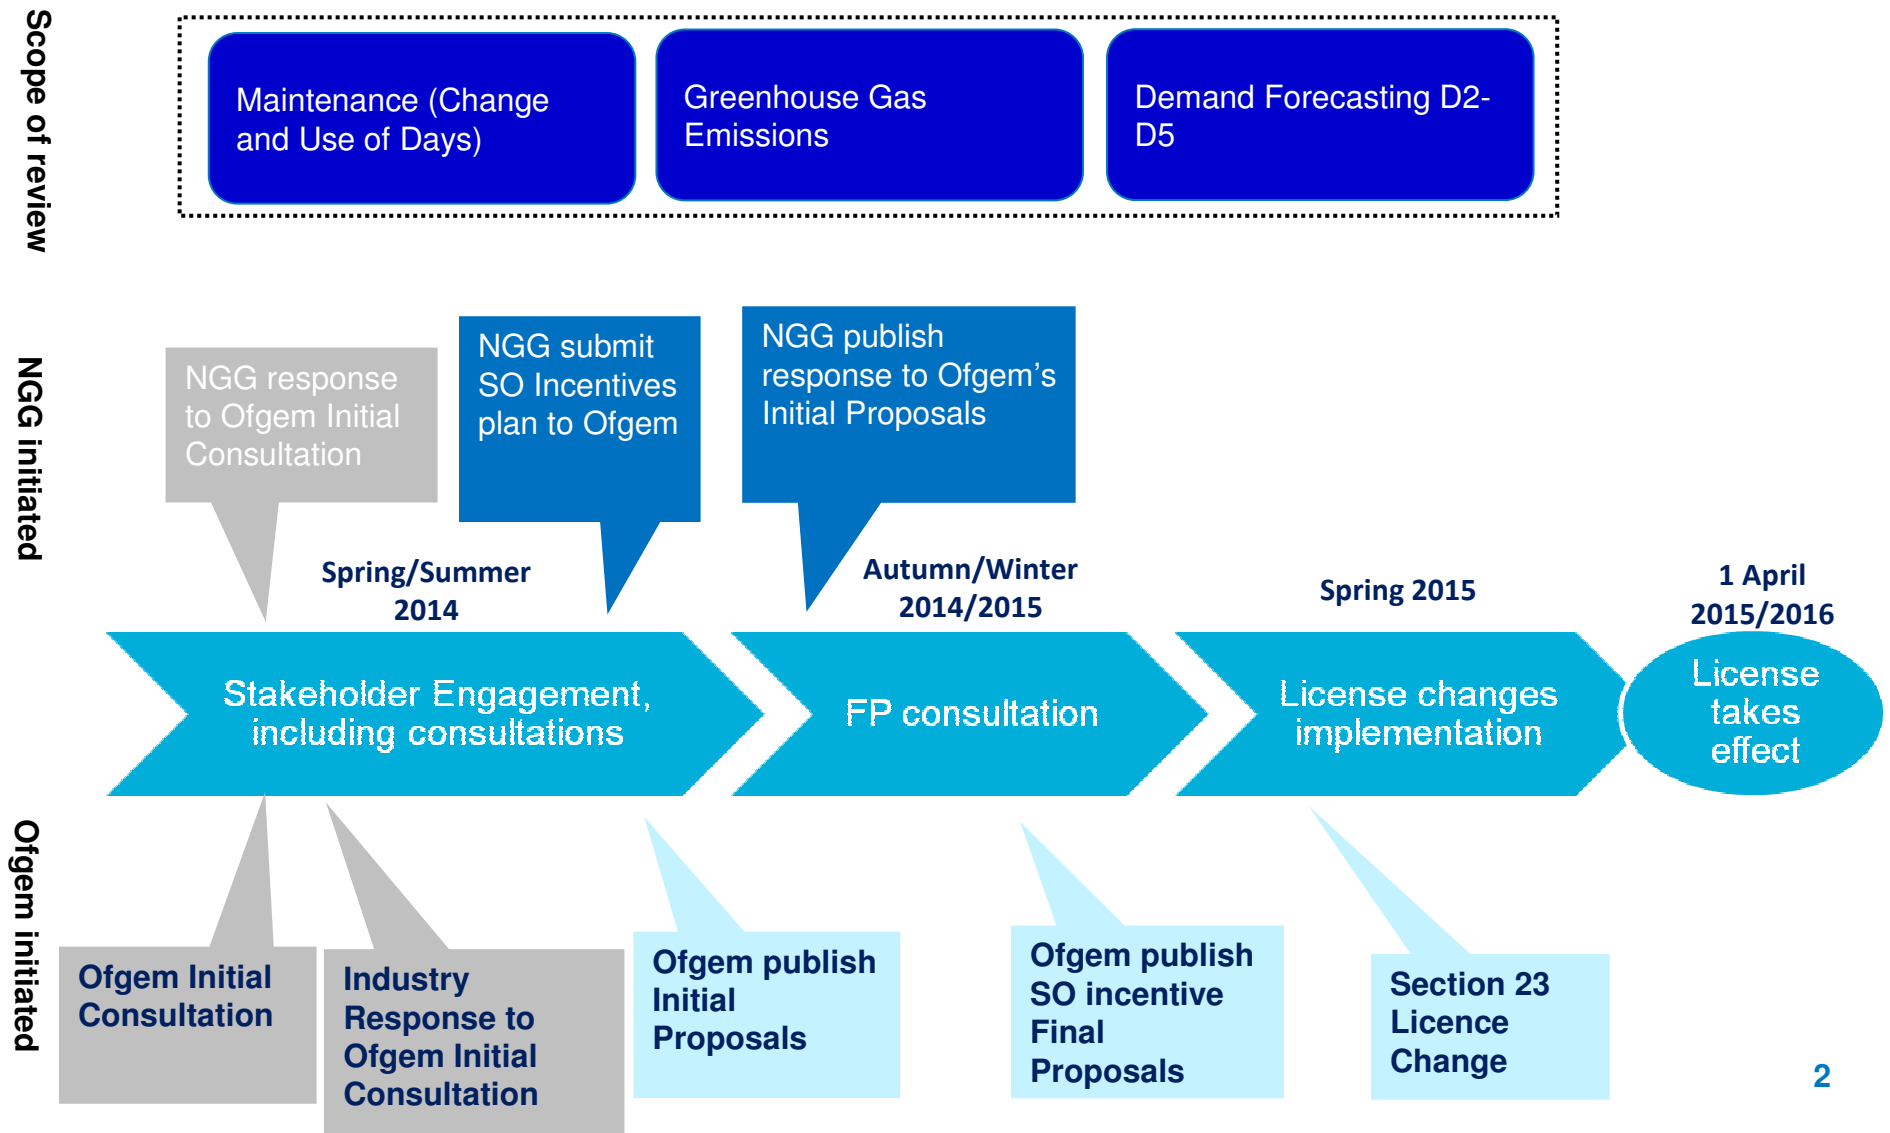 Scope of review
Maintenance (Change
and Use of Days)
Greenhouse Gas
Emissions
Demand Forecasting D2-
D5
NGG initiated
NGG response
to Ofgem Initial
Consultation
NGG submit
SO Incentives
plan to Ofgem
NGG publish
response to Ofgem’s
Initial Proposals
Spring/Summer
2014
Autumn/Winter
2014/2015
Spring 2015
1 April
2015/2016
Stakeholder Engagement,
including consultations
FP consultation
License changes
implementation
License
takes
effect
Ofgem initiated
Ofgem Initial
Consultation
Industry
Response to
Ofgem Initial
Consultation
Ofgem publish
Initial
Proposals
Ofgem publish
SO incentive
Final
Proposals
Section 23
Licence
Change
2